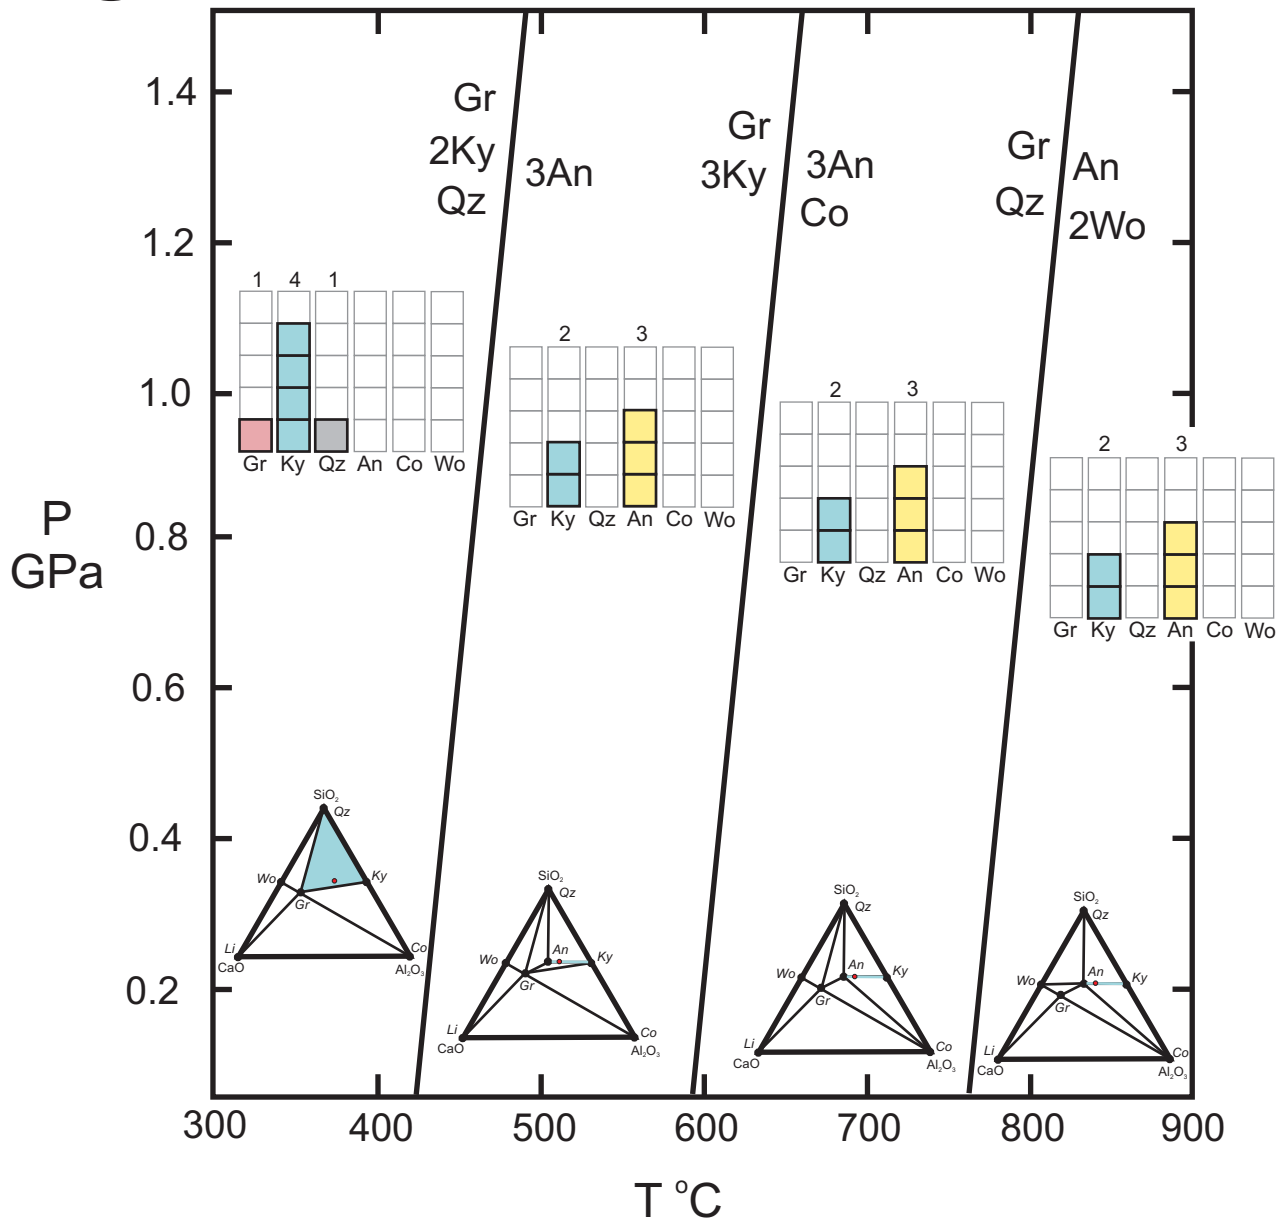 1.4
1.2
1.0
0.8
0.6
0.4
0.2
P
GPa
300 400 500 600 700 800 900
T °C
Gr
2Ky
Qz
3An
Gr
3Ky
3An
Co
Gr
Qz
An
2Wo
1 4 1
Gr Ky Qz An Co Wo
2 3
Gr Ky Qz An Co Wo
2 3
Gr Ky Qz An Co Wo
2 3
Gr Ky Qz An Co Wo
SiO₂
Qz
Wo Ky
Gr
Li Co
CaO Al₂O₃
SiO₂
Qz
An
Wo Ky
Gr
Li Co
CaO Al₂O₃
SiO₂
Qz
An
Wo Ky
Gr
Li Co
CaO Al₂O₃
SiO₂
Qz
An
Wo Ky
Gr
Li Co
CaO Al₂O₃